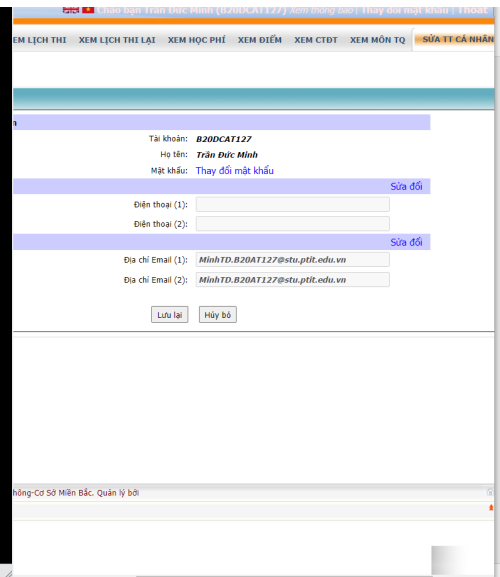 Chào bạn Trần Đức Minh [B20DCAT127] Xem thông báo | Thay đổi mật khẩu | Thoát
EM LỊCH THI XEM LỊCH THI LẠI XEM HỌC PHÍ XEM ĐIỂM XEM CTĐT XEM MÔN TQ SỬA TT CÁ NHÂN
n
Tài khoản: B20DCAT127
Họ tên: Trần Đức Minh
Mật khẩu: Thay đổi mật khẩu
Sửa đổi
Điện thoại (1):
Điện thoại (2):
Sửa đổi
Địa chỉ Email (1): MinhTD.B20AT127@stu.ptit.edu.vn
Địa chỉ Email (2): MinhTD.B20AT127@stu.ptit.edu.vn
Lưu lại Hủy bỏ
hông-Cơ Sở Miền Bắc. Quản lý bởi